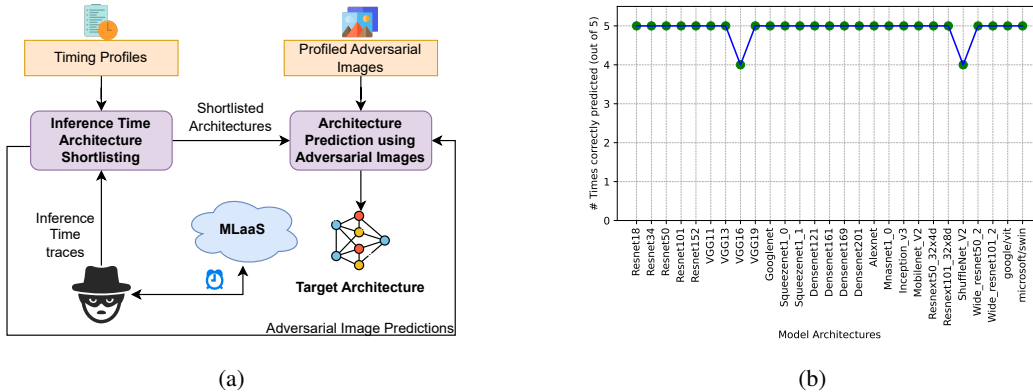 Timing Profiles
Profiled Adversarial
Images
Inference Time
Architecture
Shortlisting
Shortlisted
Architectures
Architecture
Prediction using
Adversarial Images
Inference
Time
traces
MLaaS
Target Architecture
Adversarial Image Predictions
(a)
# Times correctly predicted (out of 5)
5
4
3
2
1
0
Resnet18
Resnet34
Resnet50
Resnet101
Resnet152
VGG11
VGG13
VGG16
VGG19
Googlenet
Squeezenet1_0
Squeezenet1_1
Densenet121
Densenet161
Densenet169
Densenet201
Alexnet
Mnasnet1_0
Inception_v3
Mobilenet_V2
Resnext50_32x4d
Resnext101_32x8d
ShuffleNet_V2
Wide_resnet50_2
Wide_resnet101_2
google/vit
microsoft/swin
Model Architectures
(b)